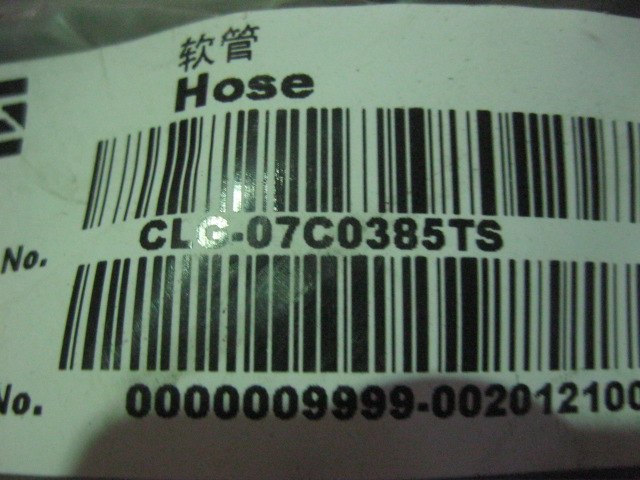 软管
Hose
No. CLG-07C0385TS
No. 0000009999-002012100